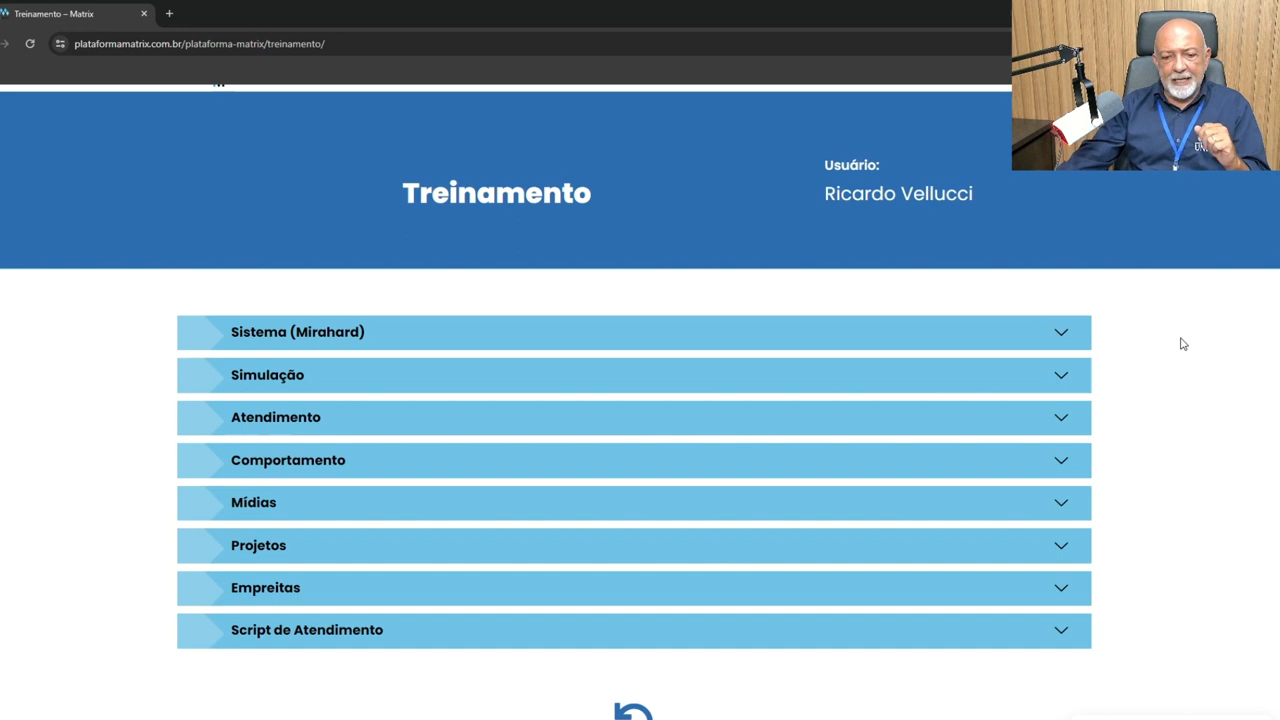 Treinamento – Matrix
plataformamatrix.com.br/plataforma-matrix/treinamento/
Treinamento
Usuário:
Ricardo Vellucci
Sistema (Mirahard)
Simulação
Atendimento
Comportamento
Mídias
Projetos
Empreitas
Script de Atendimento